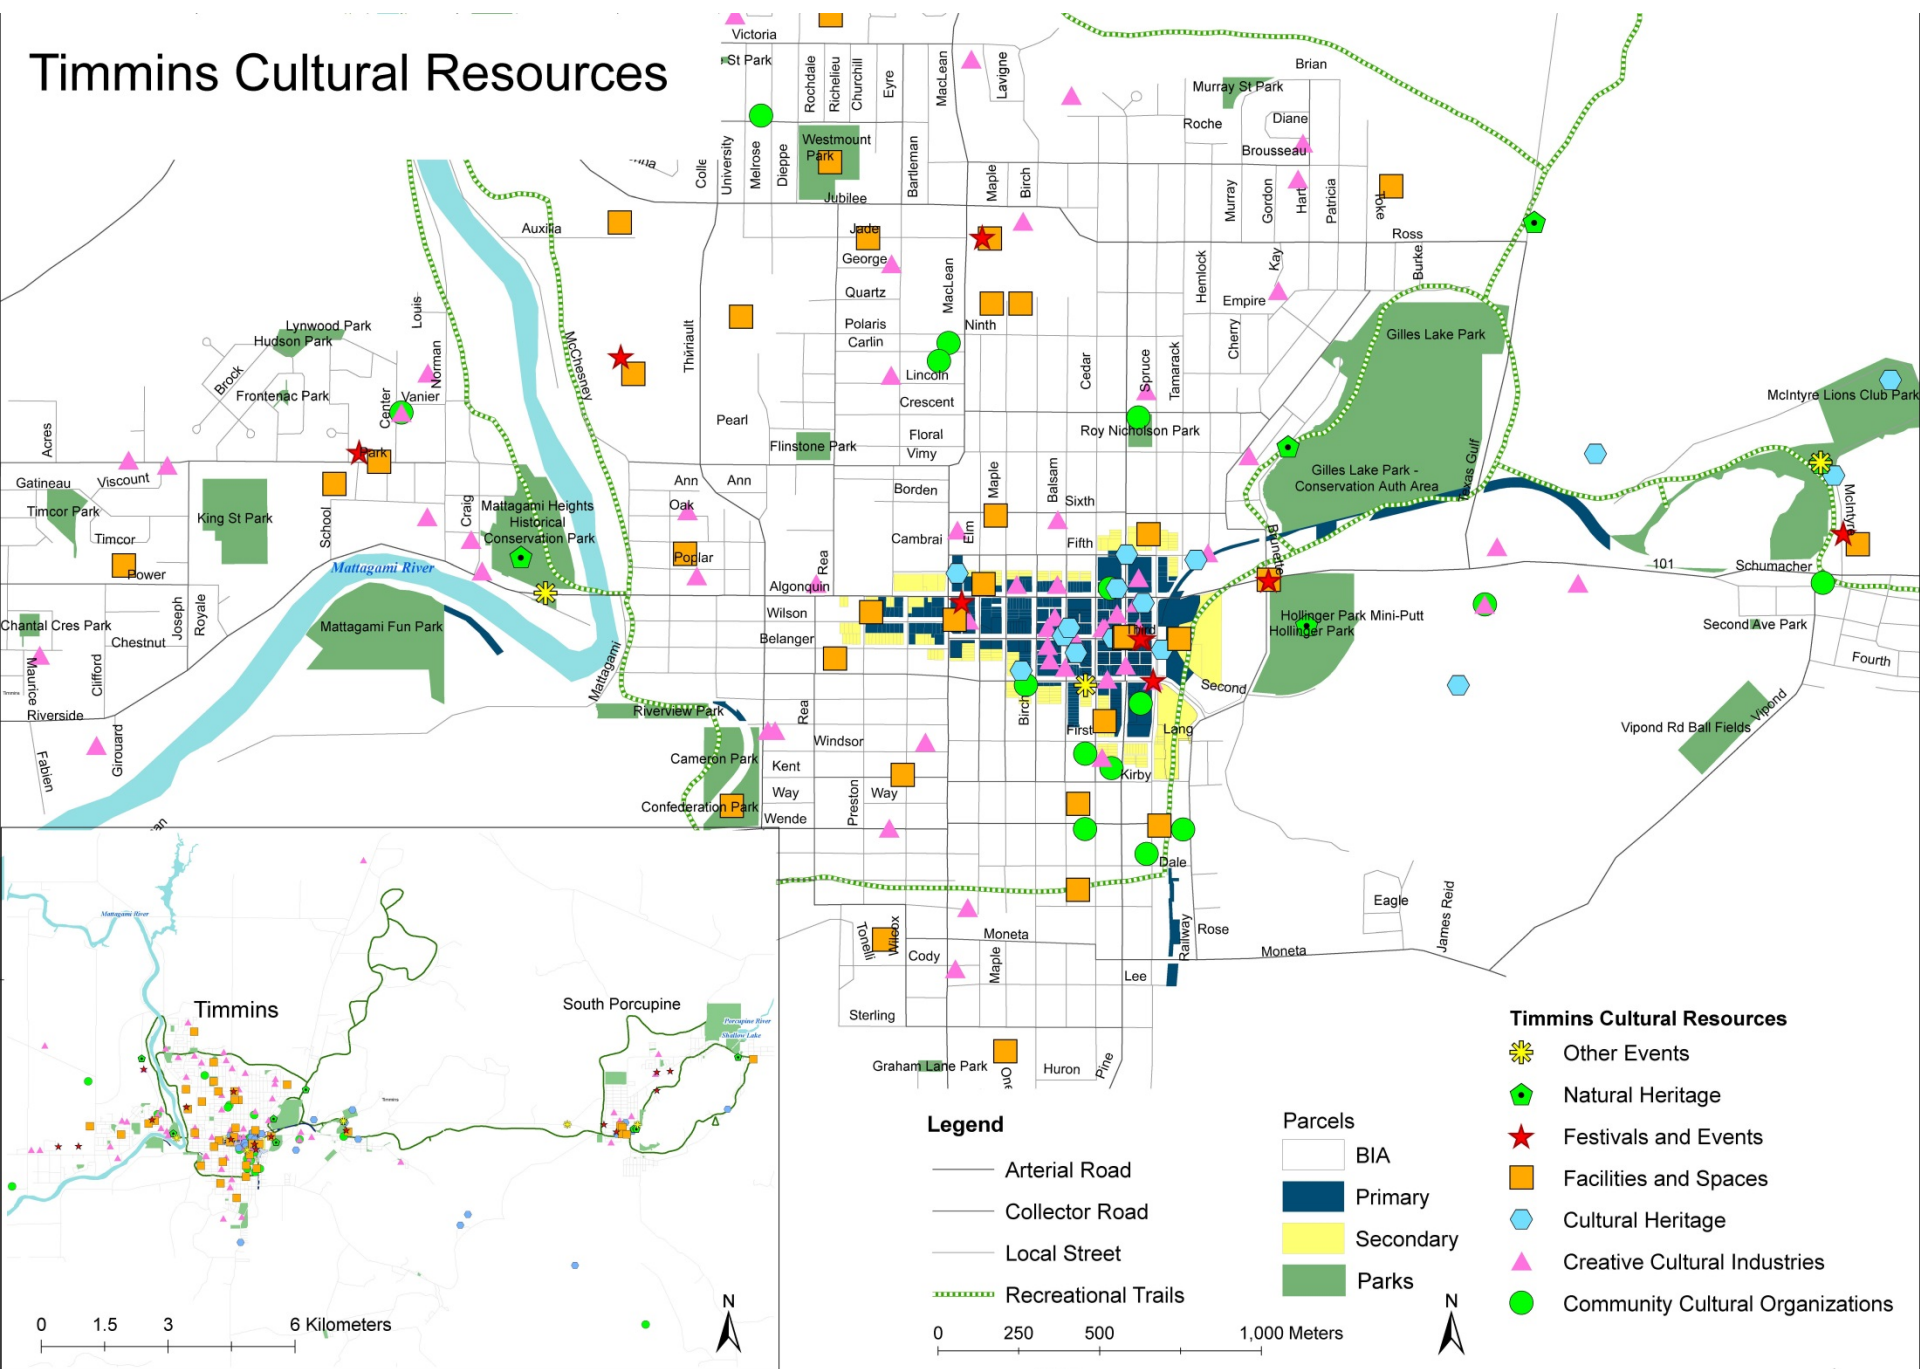 Timmins Cultural Resources
Victoria
St Park
Rochdale
Richelieu
Churchill
Eyre
MacLean
Lavigne
Brian
Murray St Park
Roche
Diane
Brousseau
Westmount
Park
Jubilee
University
Melrose
Dieppe
Bartleman
Maple
Birch
Murray
Gordon
Hart
Patricia
Toke
Ross
Burke
Auxilia
Jade
George
Quartz
Polaris
Carlin
Lincoln
Crescent
Floral
Vimy
MacLean
Ninth
Hemlock
Kay
Empire
Cherry
Gilles Lake Park
Lynwood Park
Hudson Park
Louis
Norman
Brock
Frontenac Park
Center
Vanier
McChesney
Thiйriault
Cedar
Spruce
Tamarack
McIntyre Lions Club Park
Pearl
Flinstone Park
Roy Nicholson Park
Acres
Park
Gatineau
Viscount
Timcor Park
Timcor
King St Park
School
Craig
Mattagami Heights
Historical
Conservation Park
Ann
Ann
Oak
Borden
Maple
Balsam
Sixth
Gilles Lake Park -
Conservation Auth Area
Texas Gulf
McIntyre
Power
Mattagami River
Poplar
Rea
Cambrai
Elm
Fifth
Brunette
101
Schumacher
Algonquin
Wilson
Belanger
Third
Hollinger Park Mini-Putt
Hollinger Park
Second Ave Park
Fourth
Chantal Cres Park
Chestnut
Joseph
Royale
Mattagami Fun Park
Maurice
Clifford
Timmins
Riverside
Mattagami
Riverview Park
Rea
Birch
Second
First
Lang
Vipond Rd Ball Fields
Vipond
Fabien
Girouard
Cameron Park
Windsor
Kent
Way
Way
Wende
Preston
Confederation Park
Kirby
Dale
Tonelli
Wilcox
Cody
Moneta
Maple
Lee
Railway
Rose
Moneta
Eagle
James Reid
Sterling
Graham Lane Park
Huron
Pine
Mattagami River
Timmins
South Porcupine
Porcupine River
Shallow Lake
Timmins
0 1.5 3 6 Kilometers
N
Legend
Arterial Road
Collector Road
Local Street
Recreational Trails
0 250 500 1,000 Meters
Parcels
BIA
Primary
Secondary
Parks
N
Timmins Cultural Resources
Other Events
Natural Heritage
Festivals and Events
Facilities and Spaces
Cultural Heritage
Creative Cultural Industries
Community Cultural Organizations